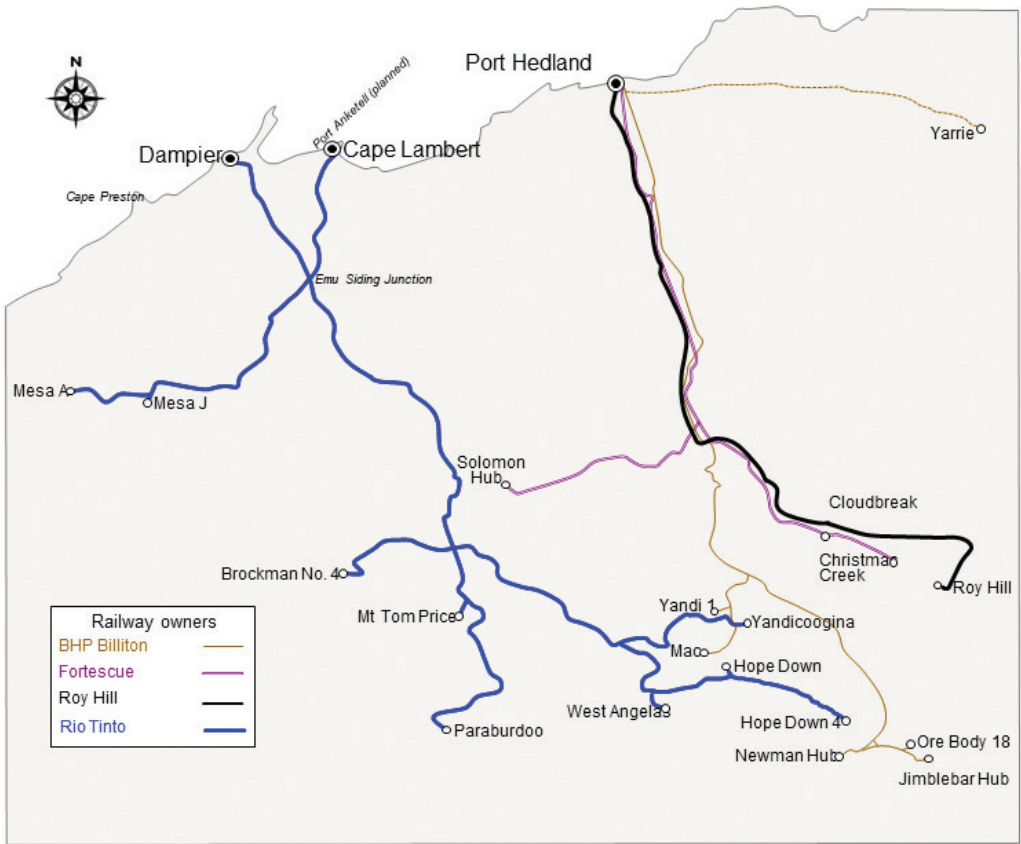 N
Port Hedland
Port Anketell (planned)
Dampier
Cape Lambert
Yarrie
Cape Preston
Emu Siding Junction
Mesa A
Mesa J
Solomon
Hub
Cloudbreak
Christmac
Creek
Roy Hill
Brockman No. 4
Mt Tom Price
Yandi 1
Yandicoogina
Mac
Hope Down
West Angelas
Hope Down 4
Paraburdoo
Newman Hub
Ore Body 18
Jimblebar Hub
Railway owners
BHP Billiton
Fortescue
Roy Hill
Rio Tinto